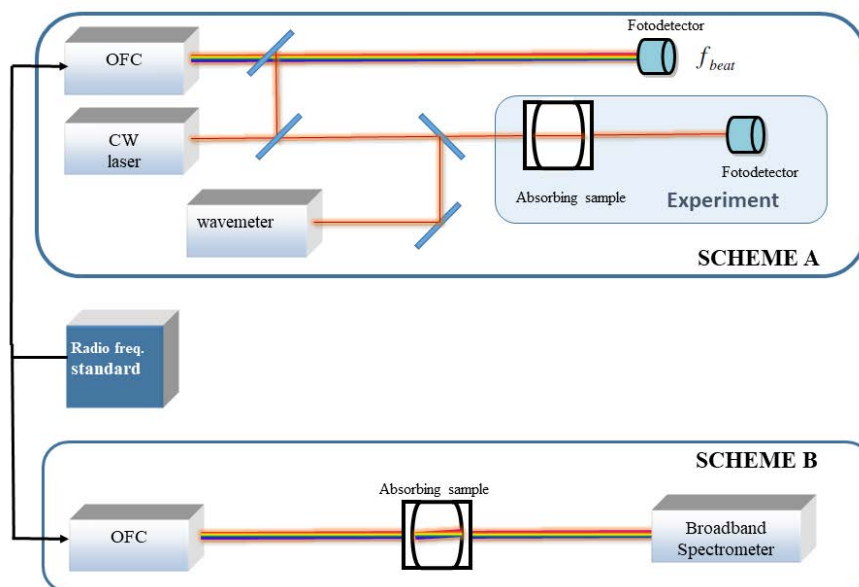 Fotodetector
OFC
f_beat
CW
laser
Fotodetector
Absorbing sample
wavemeter
Experiment
SCHEME A
Radio freq.
standard
SCHEME B
Absorbing sample
OFC
Broadband
Spectrometer